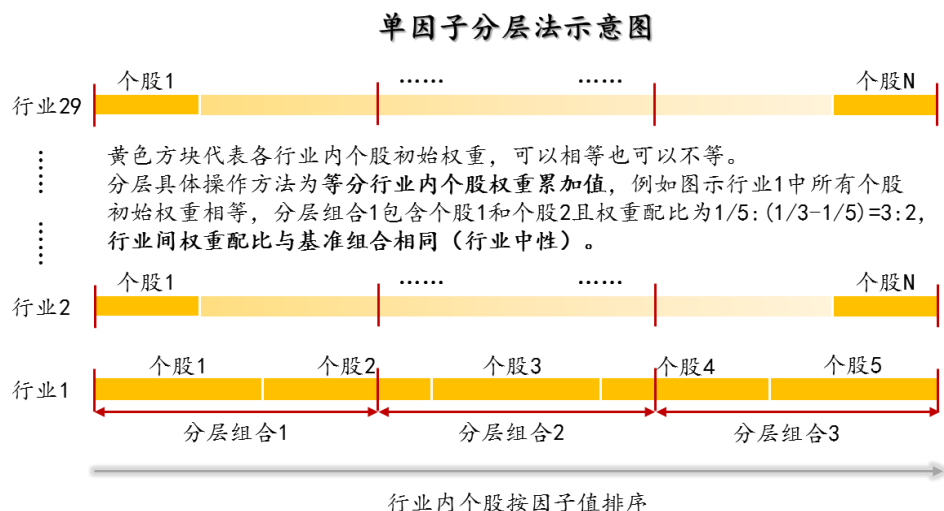 单因子分层法示意图
个股1 …… …… 个股N
行业29
……
黄色方块代表各行业内个股初始权重，可以相等也可以不等。
分层具体操作方法为等分行业内个股权重累加值，例如图示行业1中所有个股
初始权重相等，分层组合1包含个股1和个股2且权重配比为1/5:(1/3-1/5)=3:2，
……
行业间权重配比与基准组合相同（行业中性）。
个股1 …… …… 个股N
行业2
个股1 个股2 个股3 个股4 个股5
行业1
分层组合1 分层组合2 分层组合3
行业内个股按因子值排序